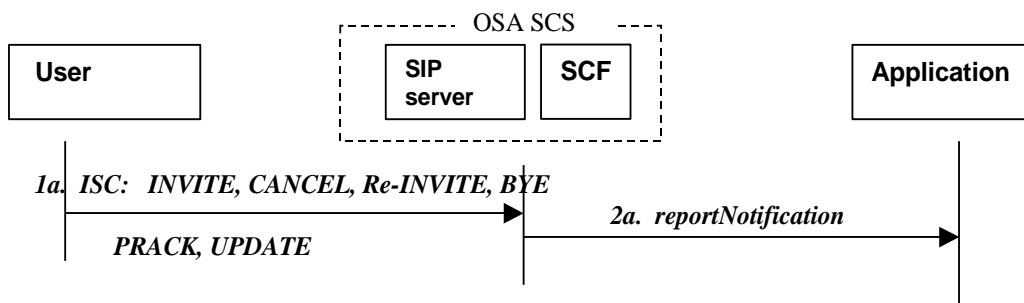 OSA SCS
User
SIP
server
SCF
Application
1a. ISC: INVITE, CANCEL, Re-INVITE, BYE
2a. reportNotification
PRACK, UPDATE